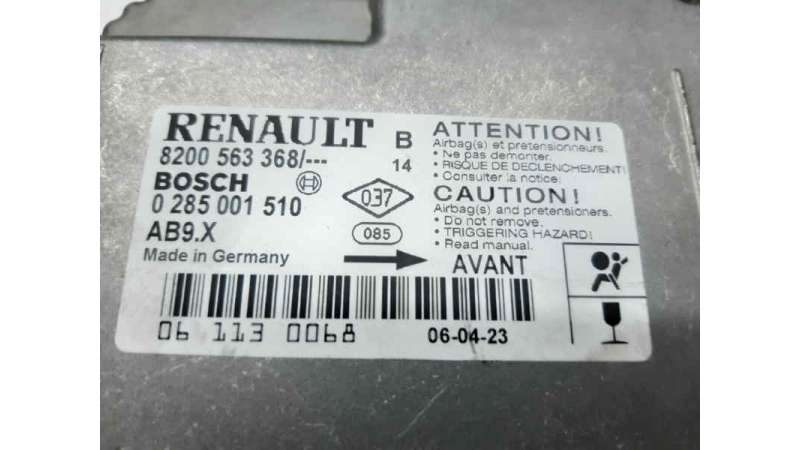 RENAULT B
8200 563 368/--- 14
BOSCH
0 285 001 510
AB9.X
Made in Germany
037
085
AVANT
ATTENTION!
Airbag(s) et pretensionneurs.
• Ne pas demonter.
• RISQUE DE DECLENCHEMENT!
• Consulter la notice.
CAUTION!
Airbag(s) and pretensioners.
• Do not remove.
• TRIGGERING HAZARD!
• Read manual.
06 113 0068
06-04-23